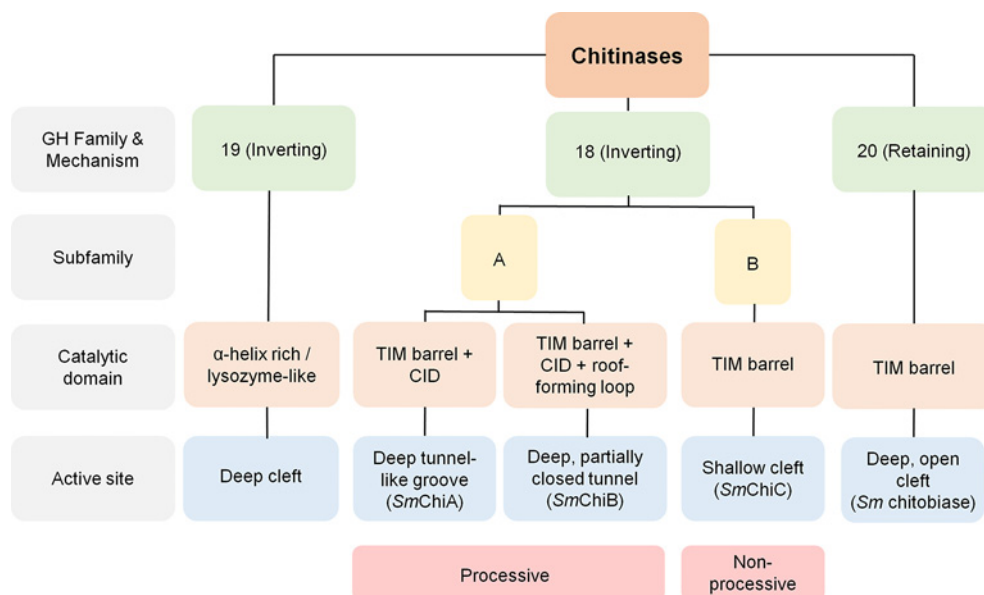 Chitinases
GH Family &
Mechanism
19 (Inverting)
18 (Inverting)
20 (Retaining)
Subfamily
A
B
Catalytic
domain
α-helix rich /
lysozyme-like
TIM barrel +
CID
TIM barrel +
CID + roof-
forming loop
TIM barrel
TIM barrel
Active site
Deep cleft
Deep tunnel-
like groove
(SmChiA)
Deep, partially
closed tunnel
(SmChiB)
Shallow cleft
(SmChiC)
Deep, open
cleft
(Sm chitobiase)
Processive
Non-
processive